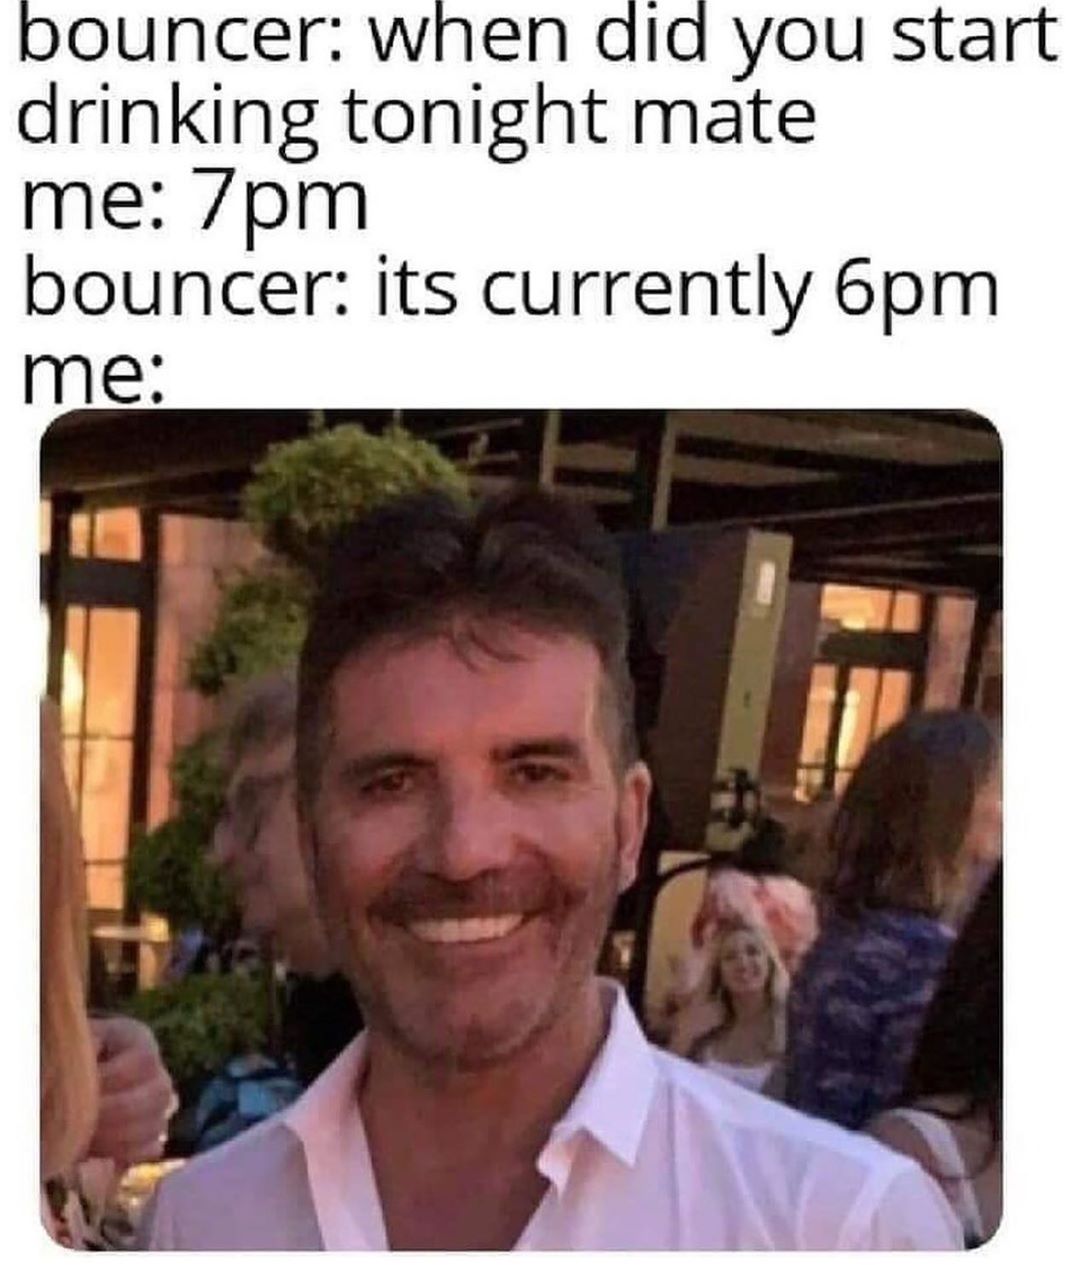 bouncer: when did you start
drinking tonight mate
me: 7pm
bouncer: its currently 6pm
me: